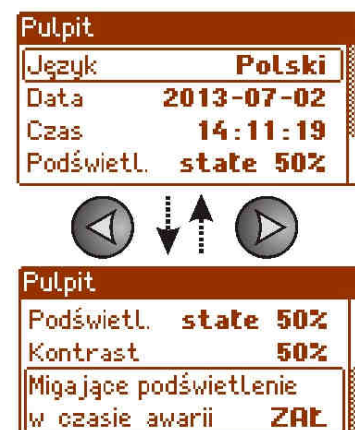 Pulpit
Język Polski
Data 2013-07-02
Czas 14:11:19
Podświetl. stałe 50%
Pulpit
Podświetl. stałe 50%
Kontrast 50%
Migające podświetlenie
w czasie awarii ZAŁ